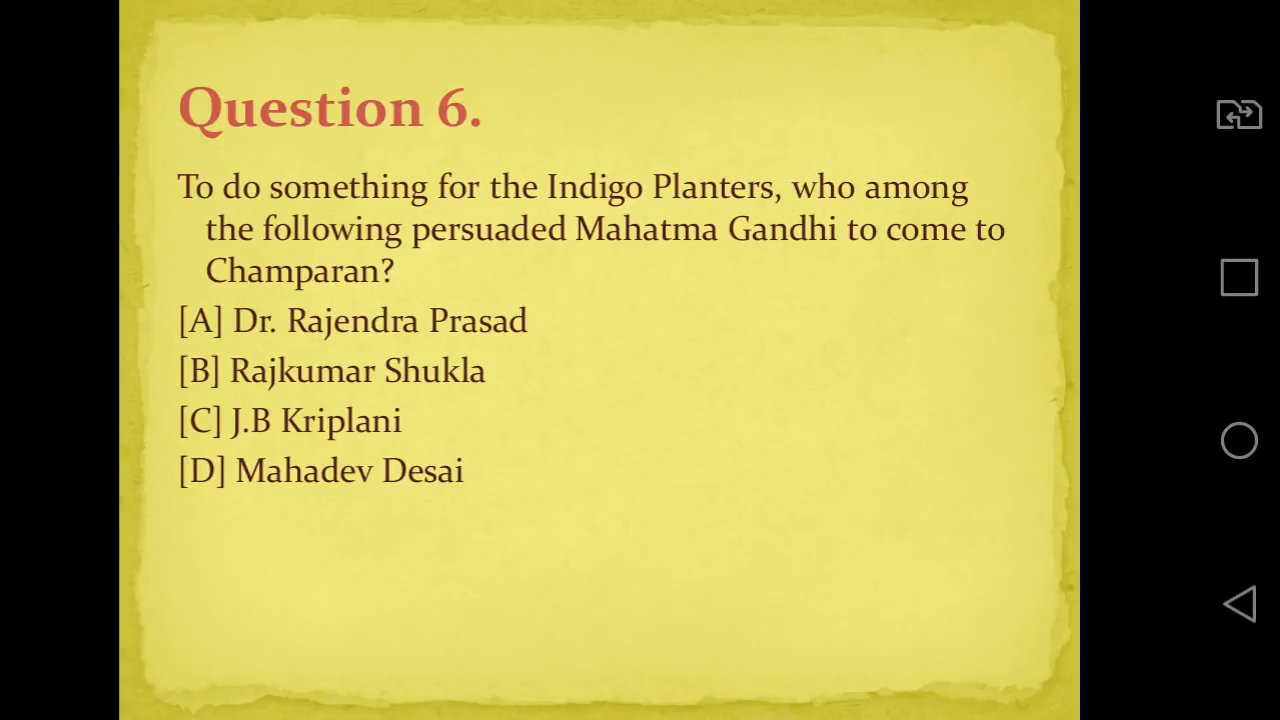 Question 6.
To do something for the Indigo Planters, who among
the following persuaded Mahatma Gandhi to come to
Champaran?
[A] Dr. Rajendra Prasad
[B] Rajkumar Shukla
[C] J.B Kriplani
[D] Mahadev Desai